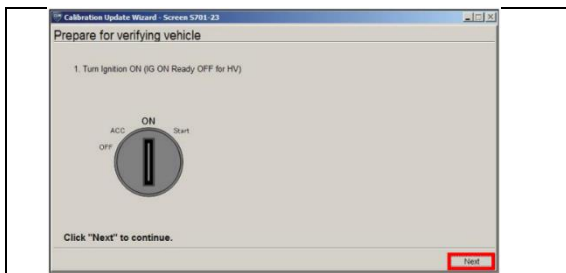 Calibration Update Wizard - Screen S701-23
Prepare for verifying vehicle
1. Turn Ignition ON (IG ON Ready OFF for HV)
ON
ACC
Start
OFF
Click "Next" to continue.
Next